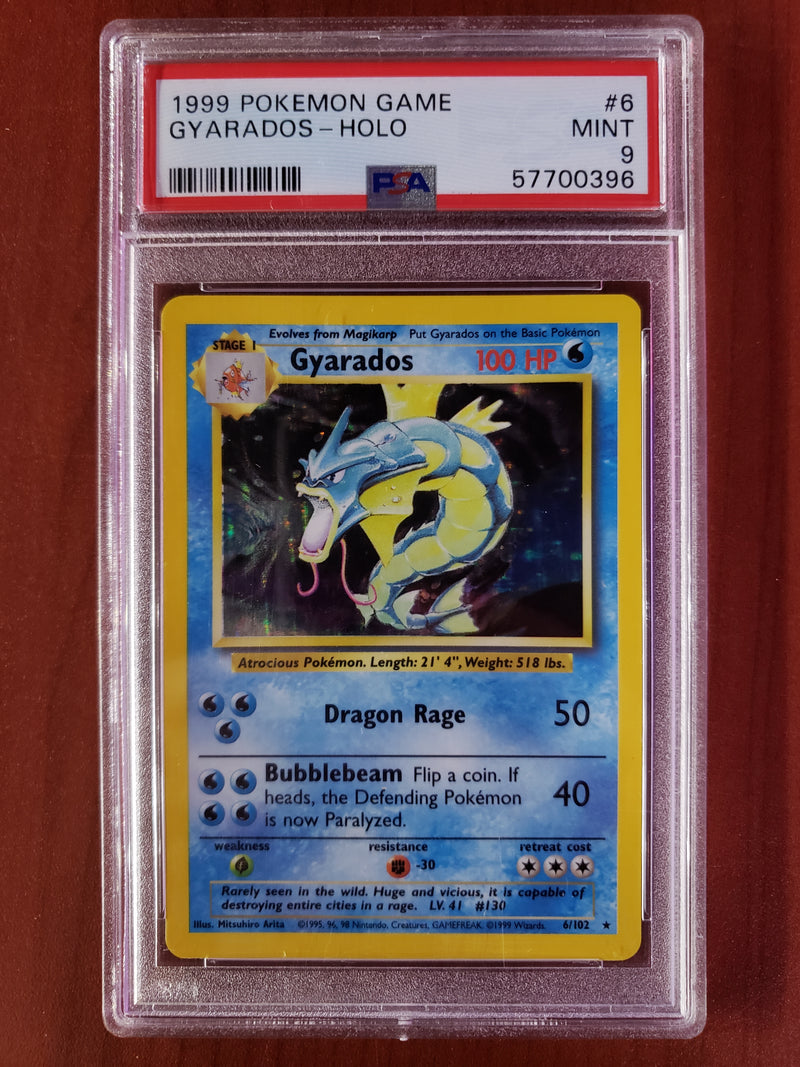 1999 POKEMON GAME #6
GYARADOS – HOLO MINT
9
PSA 57700396
Evolves from Magikarp Put Gyarados on the Basic Pokémon
STAGE 1
Gyarados 100 HP
Atrocious Pokémon. Length: 21' 4", Weight: 518 lbs.
Dragon Rage 50
Bubblebeam Flip a coin. If
heads, the Defending Pokémon 40
is now Paralyzed.
weakness resistance retreat cost
-30
Rarely seen in the wild. Huge and vicious, it is capable of
destroying entire cities in a rage. LV. 41 #130
Illus. Mitsuhiro Arita ©1995, 96, 98 Nintendo, Creatures, GAMEFREAK. ©1999 Wizards. 6/102 ★